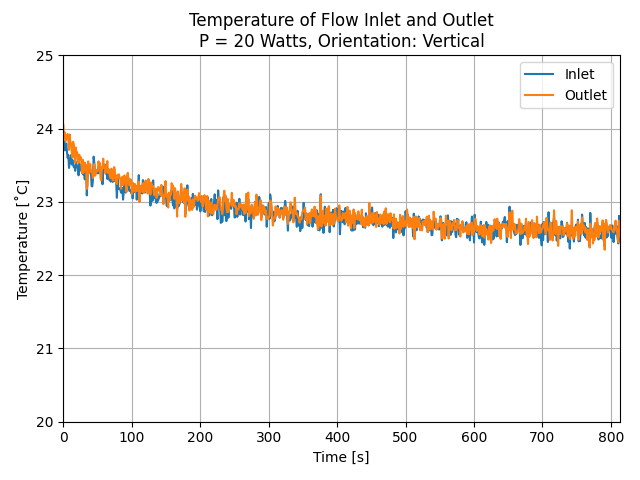 Temperature of Flow Inlet and Outlet
P = 20 Watts, Orientation: Vertical
Inlet
Outlet
Temperature [˚C]
25
24
23
22
21
20
0 100 200 300 400 500 600 700 800
Time [s]